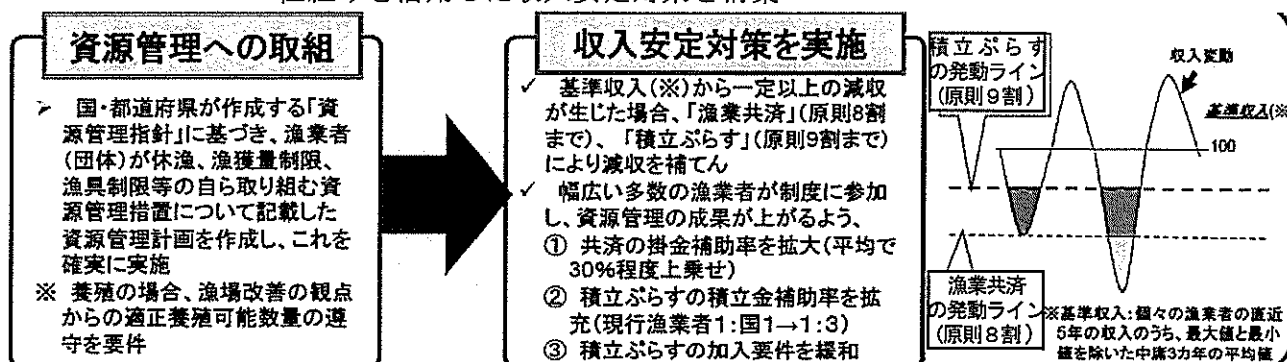 資源管理への取組
➢ 国・都道府県が作成する「資
源管理指針」に基づき、漁業者
(団体)が休漁、漁獲量制限、
漁具制限等の自ら取り組む資
源管理措置について記載した
資源管理計画を作成し、これを
確実に実施
※ 養殖の場合、漁場改善の観点
からの適正養殖可能数量の遵
守を要件
収入安定対策を実施
✓ 基準収入(※)から一定以上の減収
が生じた場合、「漁業共済」(原則8割
まで)、「積立ぷらす」(原則9割まで)
により減収を補てん
✓ 幅広い多数の漁業者が制度に参加
し、資源管理の成果が上がるよう、
① 共済の掛金補助率を拡大(平均で
30%程度上乗せ)
② 積立ぷらすの積立金補助率を拡
充(現行漁業者1:国1→1:3)
③ 積立ぷらすの加入要件を緩和
積立ぷらす
の発動ライン
(原則9割)
収入変動
基準収入(※
100
漁業共済
の発動ライン
(原則8割)
※基準収入:個々の漁業者の直近
5年の収入のうち、最大値と最小
値を除いた中庸3カ年の平均値